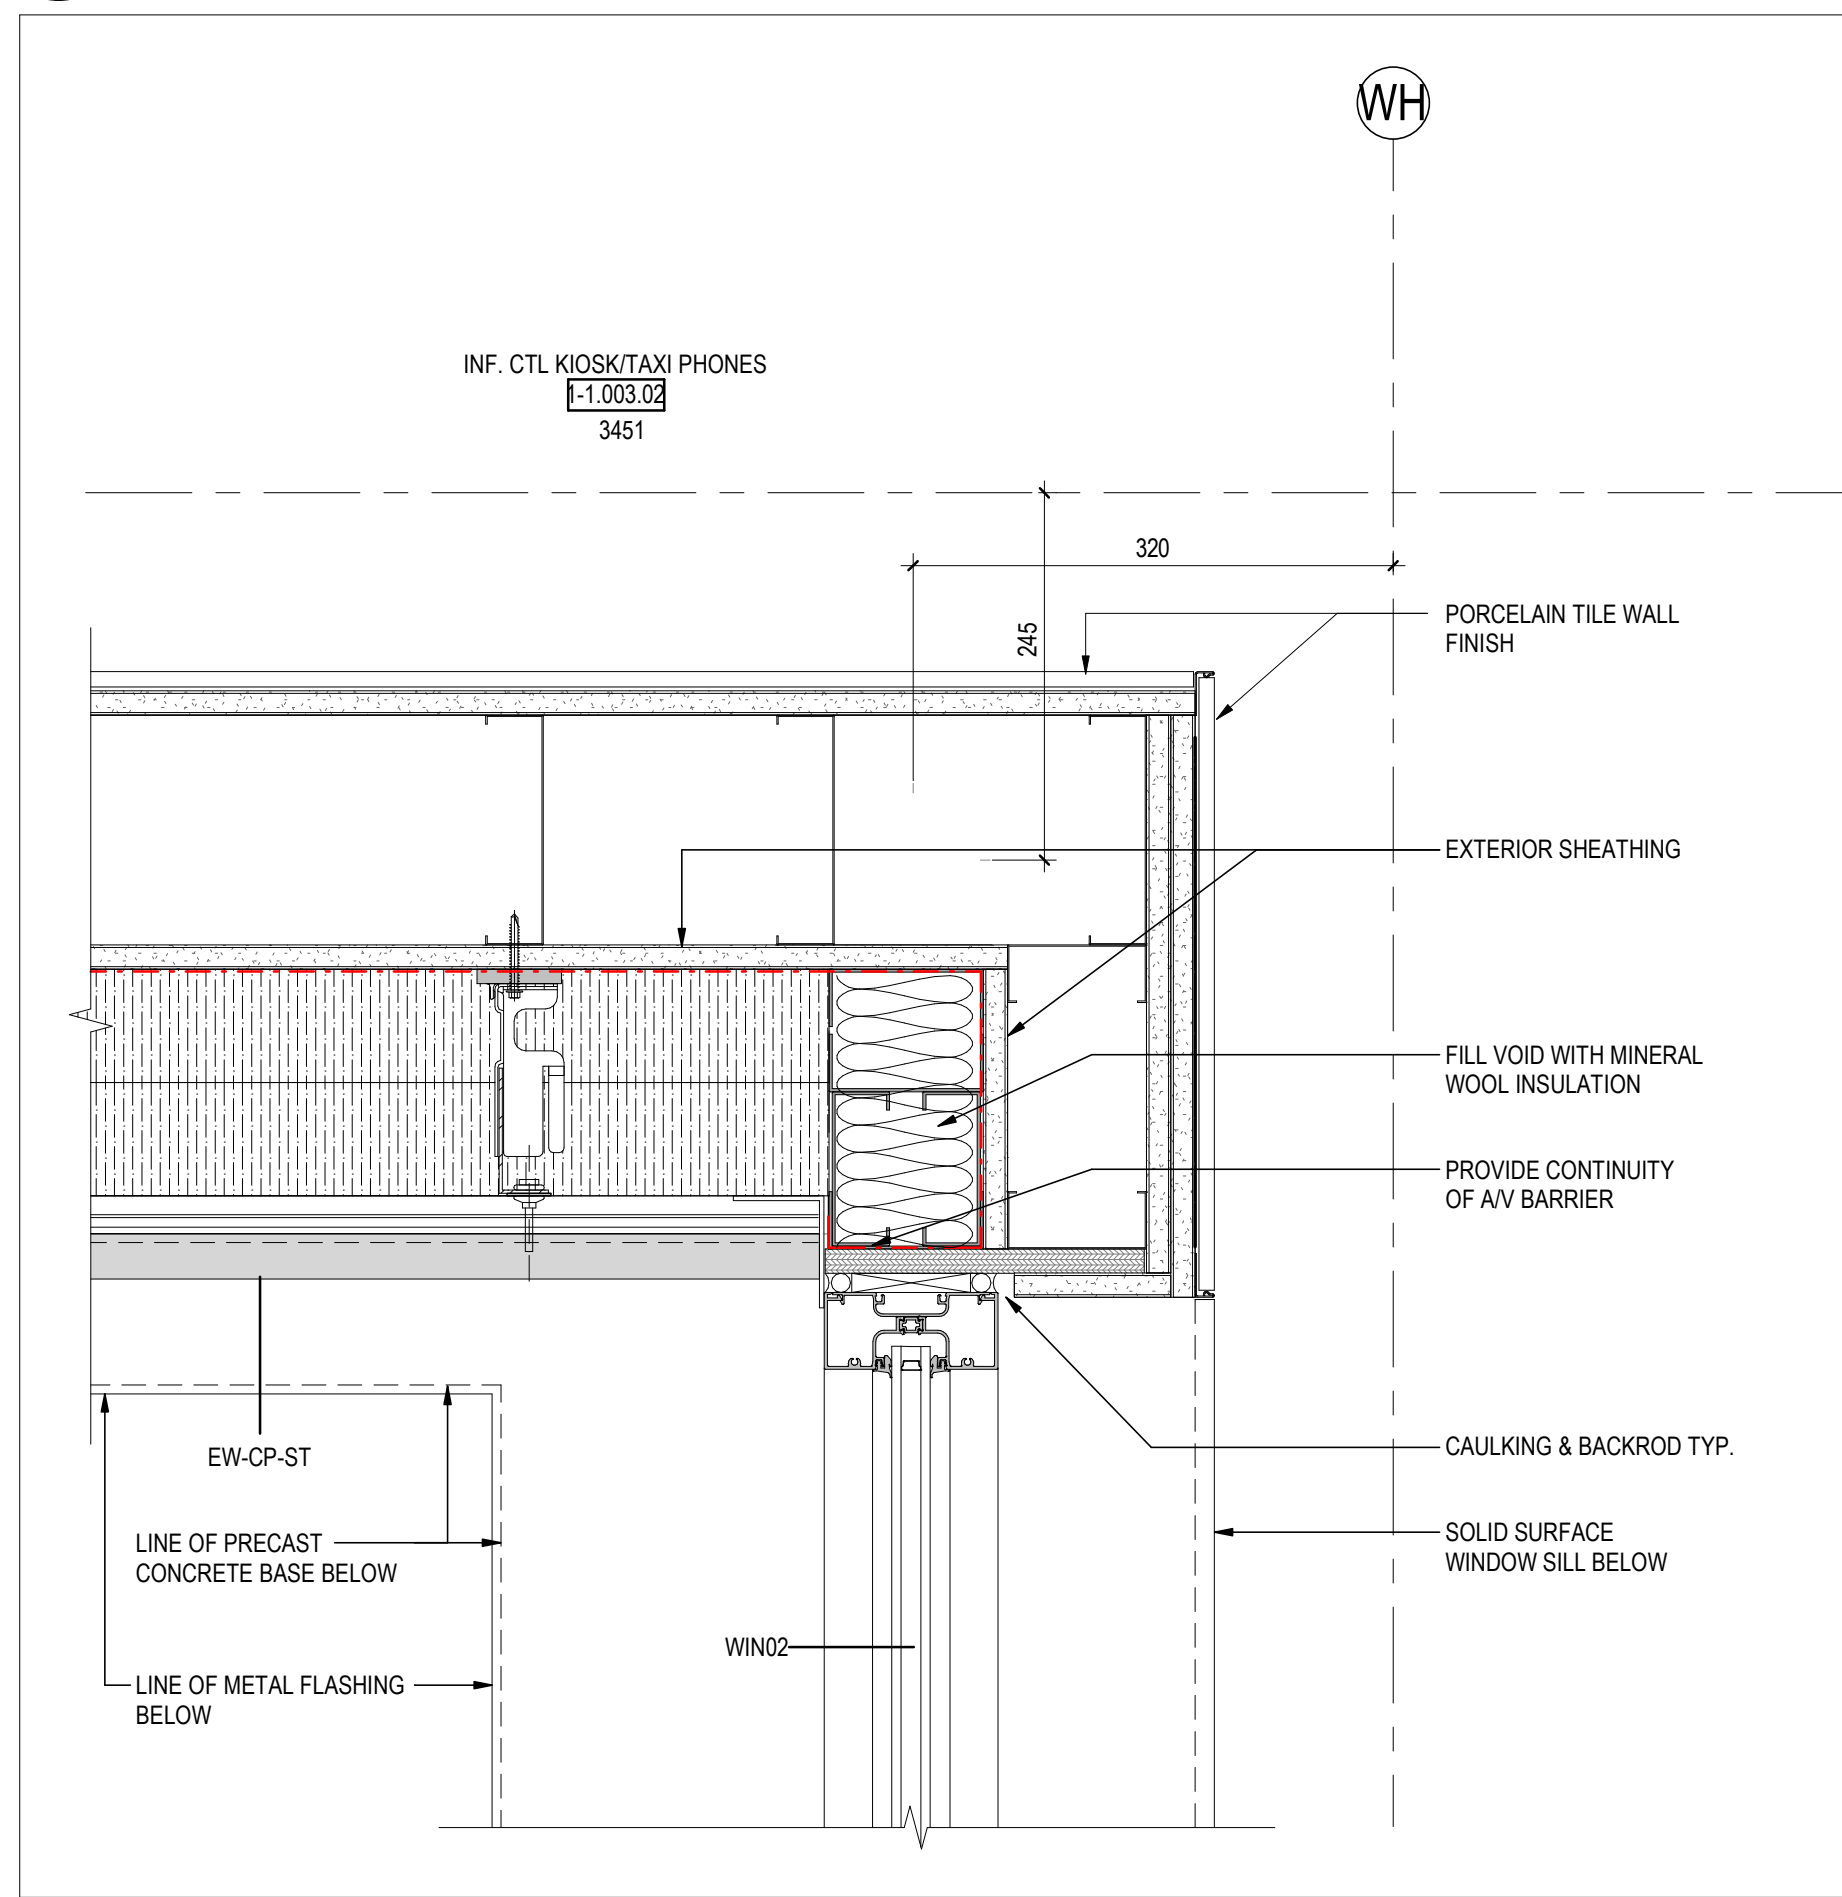 WH
INF. CTL KIOSK/TAXI PHONES
1-1.003.02
3451
320
245
PORCELAIN TILE WALL
FINISH
EXTERIOR SHEATHING
FILL VOID WITH MINERAL
WOOL INSULATION
PROVIDE CONTINUITY
OF A/V BARRIER
CAULKING & BACKROD TYP.
EW-CP-ST
LINE OF PRECAST
CONCRETE BASE BELOW
SOLID SURFACE
WINDOW SILL BELOW
WIN02
LINE OF METAL FLASHING
BELOW